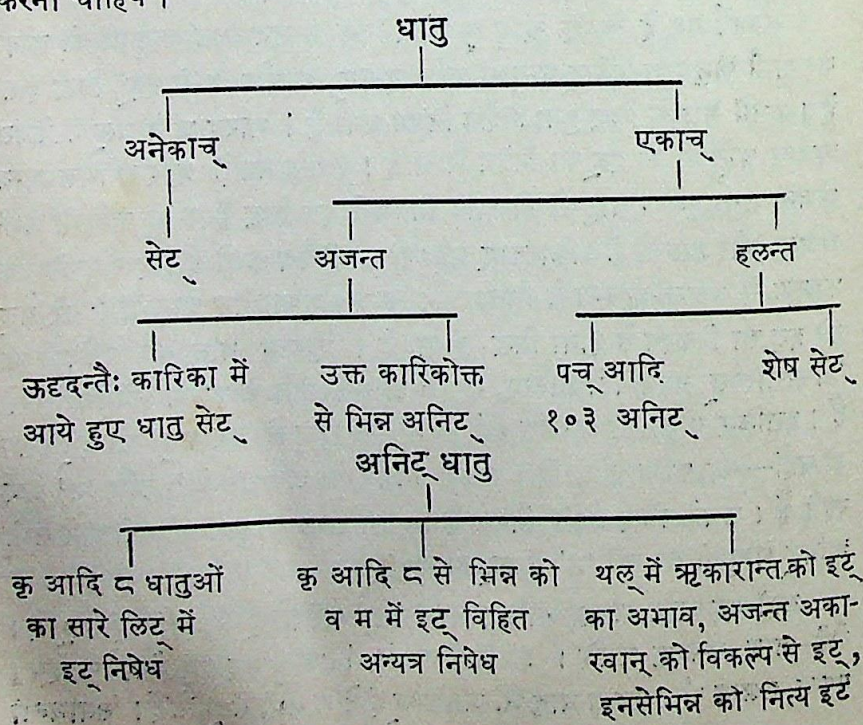 करना चाहिये ।
धातु
अनेकाच् एकाच्
सेट् अजन्त हलन्त
ऊदृदन्तैः कारिका में उक्त कारिकोक्त पच् आदि शेष सेट्
आये हुए धातु सेट् से भिन्न अनिट् १०३ अनिट्
अनिट् धातु
कृ आदि ८ धातुओं कृ आदि ८ से भिन्न को थल् में ऋकारान्त को इट्
का सारे लिट् में व म में इट् विहित का अभाव, अजन्त अका-
इट् निषेध अन्यत्र निषेध रवान् को विकल्प से इट्,
इनसेभिन्न को नित्य इट